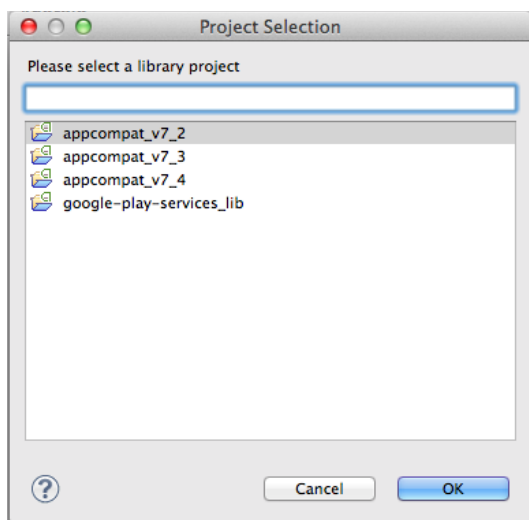 Project Selection
Please select a library project
appcompat_v7_2
appcompat_v7_3
appcompat_v7_4
google-play-services_lib
?
Cancel OK